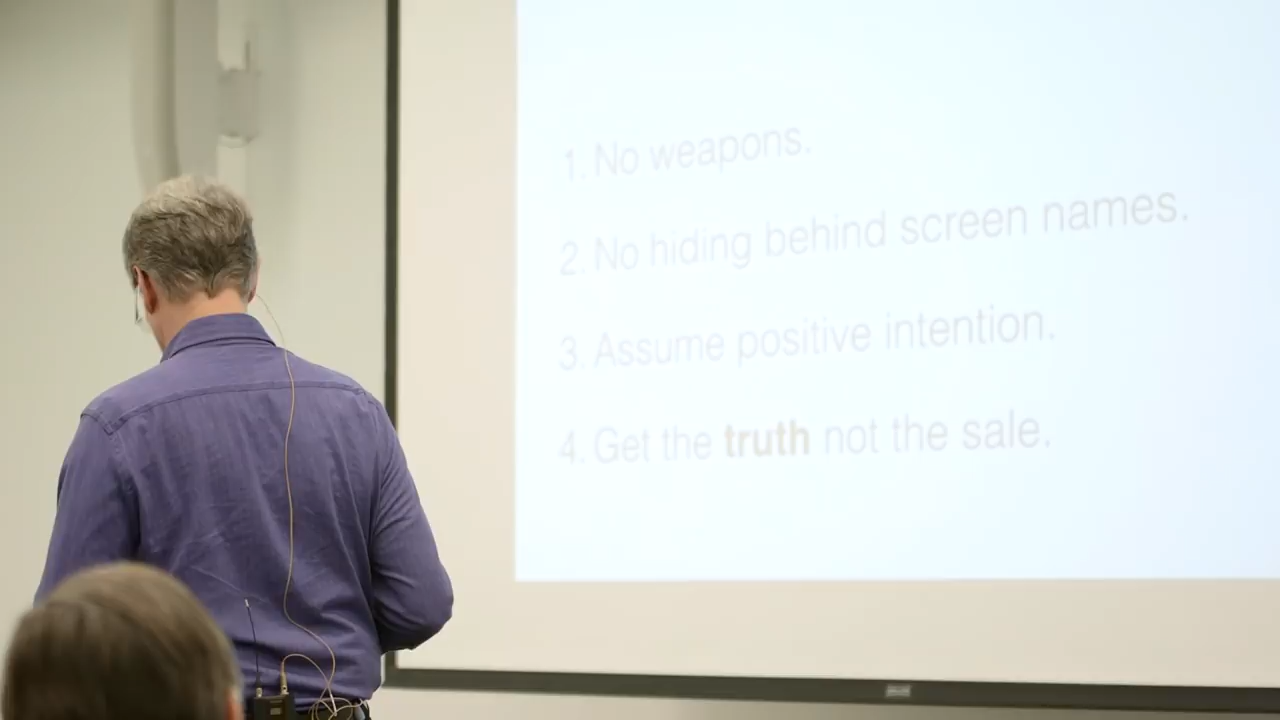 1. No weapons.
2. No hiding behind screen names.
3. Assume positive intention.
4. Get the truth not the sale.